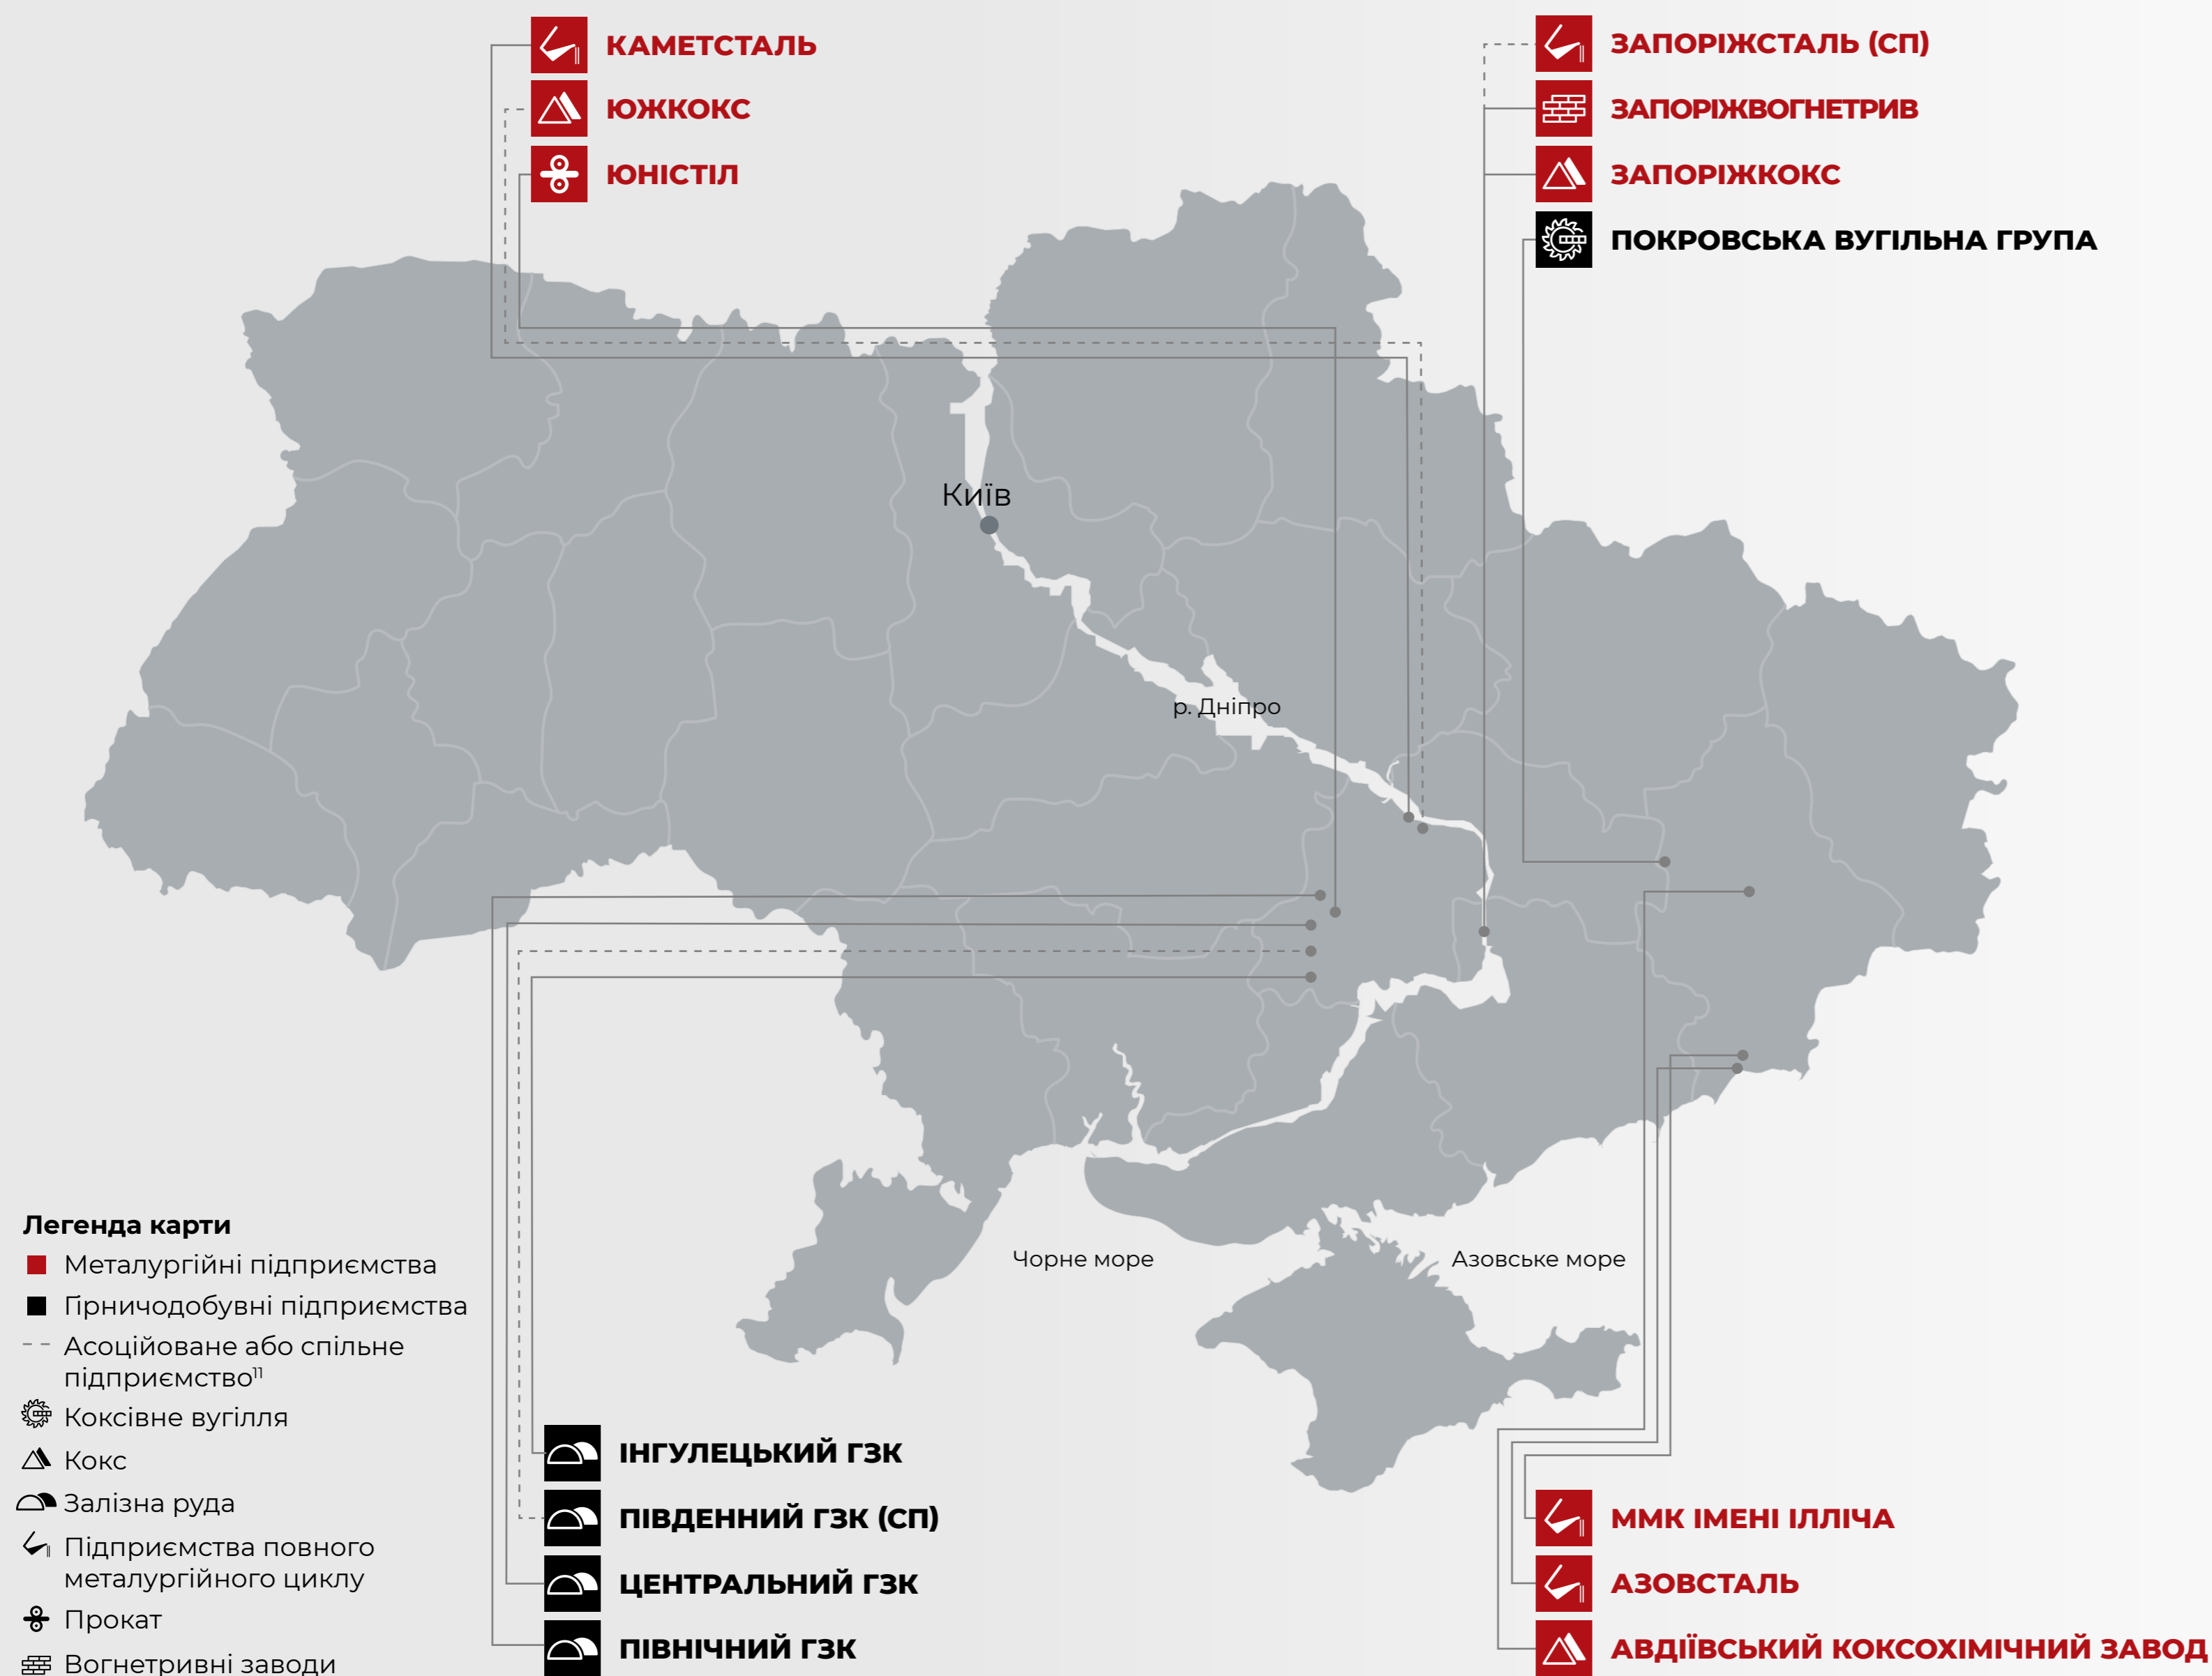 КАМЕТСТАЛЬ
ЮЖКОКС
ЮНІСТІЛ
ЗАПОРІЖСТАЛЬ (СП)
ЗАПОРІЖВОГНЕТРИВ
ЗАПОРІЖКОКС
ПОКРОВСЬКА ВУГІЛЬНА ГРУПА
Київ
р. Дніпро
Чорне море
Азовське море
Легенда карти
Металургійні підприємства
Гірничодобувні підприємства
Асоційоване або спільне
підприємство¹¹
Коксівне вугілля
Кокс
Залізна руда
Підприємства повного
металургійного циклу
Прокат
Вогнетривні заводи
ІНГУЛЕЦЬКИЙ ГЗК
ПІВДЕННИЙ ГЗК (СП)
ЦЕНТРАЛЬНИЙ ГЗК
ПІВНІЧНИЙ ГЗК
ММК ІМЕНІ ІЛЛІЧА
АЗОВСТАЛЬ
АВДІЇВСЬКИЙ КОКСОХІМІЧНИЙ ЗАВОД